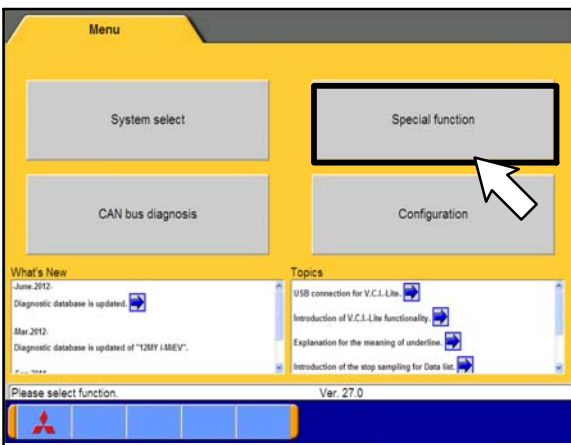 Menu
System select
Special function
CAN bus diagnosis
Configuration
What's New
-June.2012-
Diagnostic database is updated.
-Mar.2012-
Diagnostic database is updated of "12MY i-MiEV".
Topics
USB connection for V.C.I.-Lite.
Introduction of V.C.I.-Lite functionality.
Explanation for the meaning of underline.
Introduction of the stop sampling for Data list.
Please select function.
Ver. 27.0